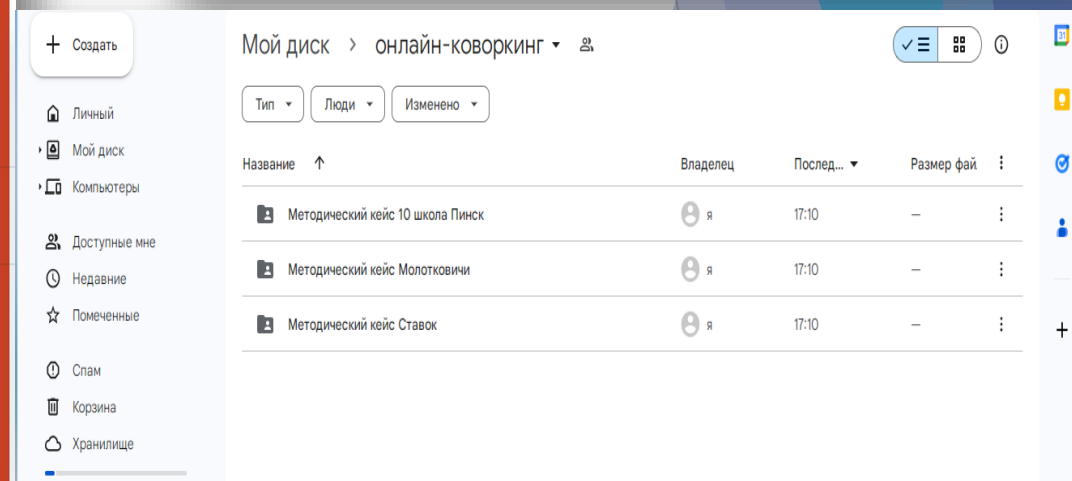 Создать
Личный
Мой диск
Компьютеры
Доступные мне
Недавние
Помеченные
Спам
Корзина
Хранилище
Мой диск > онлайн-коворкинг
Тип Люди Изменено
Название Владелец Послед... Размер фай
Методический кейс 10 школа Пинск я 17:10 —
Методический кейс Молотковичи я 17:10 —
Методический кейс Ставок я 17:10 —
31